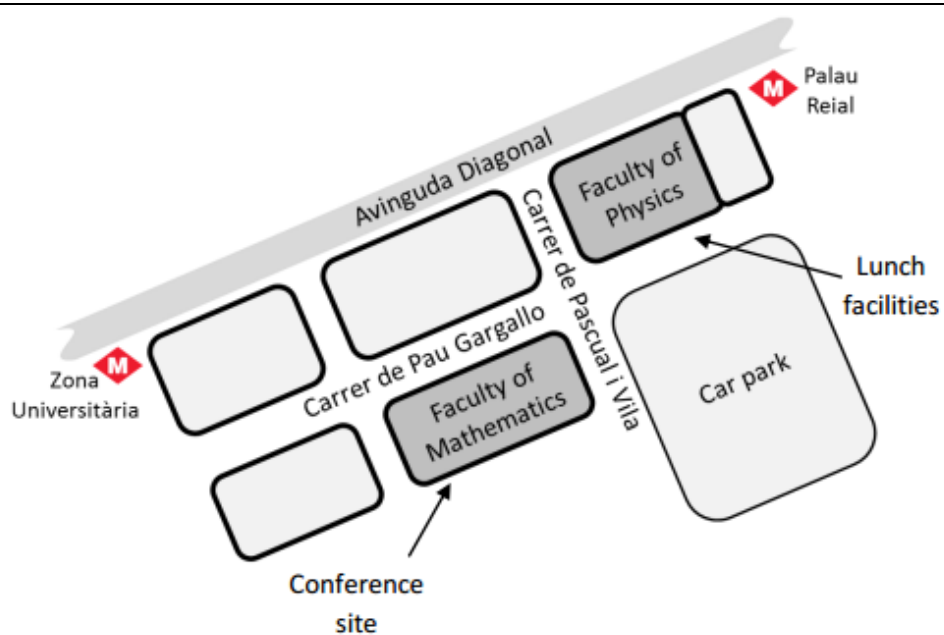 M
Palau
Reial
Avinguda Diagonal
Faculty of
Physics
Carrer de Pascual i Vila
Lunch
facilities
M
Zona
Universitària
Carrer de Pau Gargallo
Car park
Faculty of
Mathematics
Conference
site